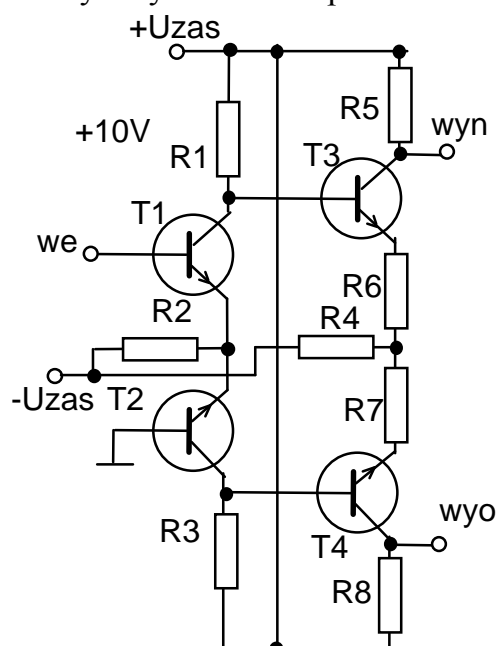 +Uzas
R5
+10V
R1
T3
wyn
T1
we
R6
R2
R4
-Uzas T2
R7
R3
T4
wyo
R8